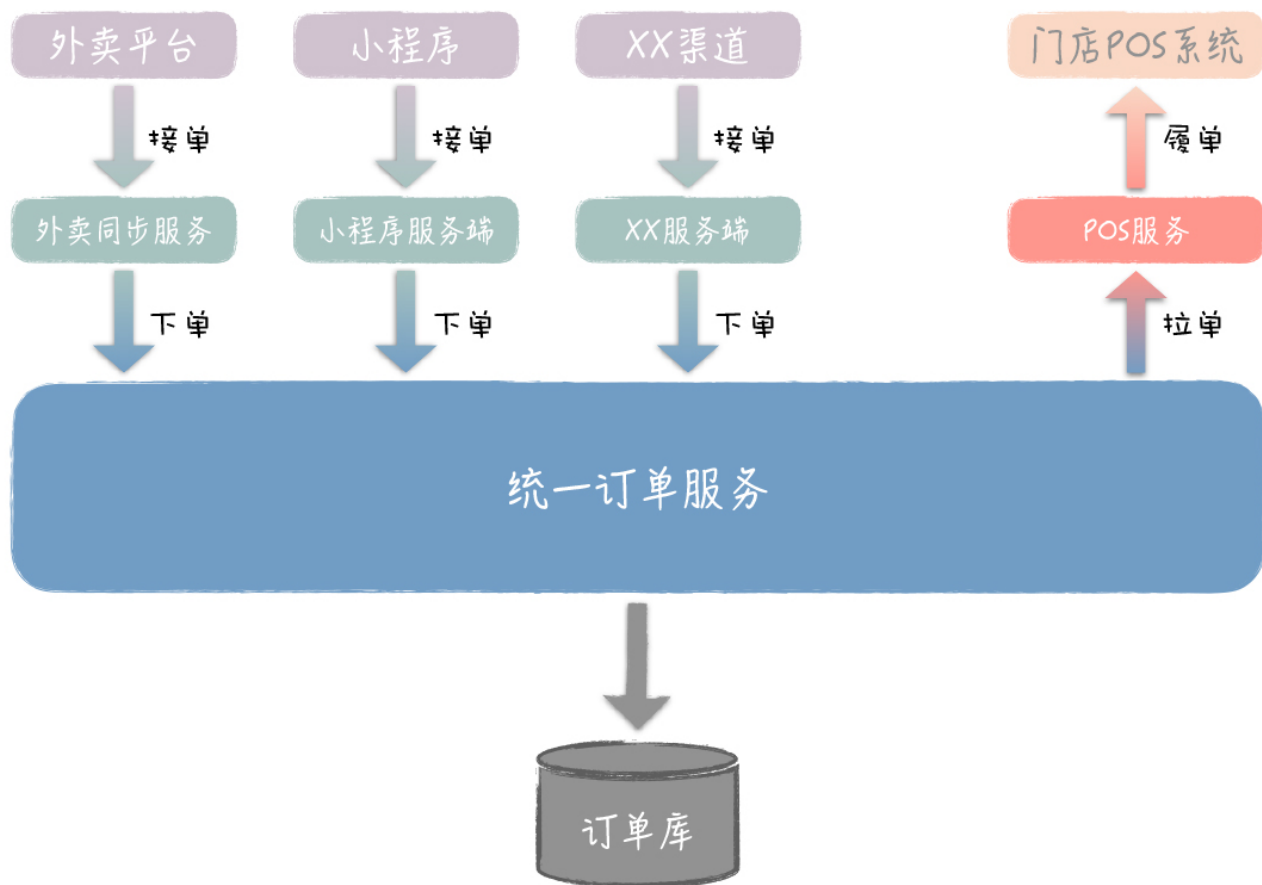 外卖平台
小程序
XX渠道
门店POS系统
接单
接单
接单
履单
外卖同步服务
小程序服务端
XX服务端
POS服务
下单
下单
下单
拉单
统一订单服务
订单库